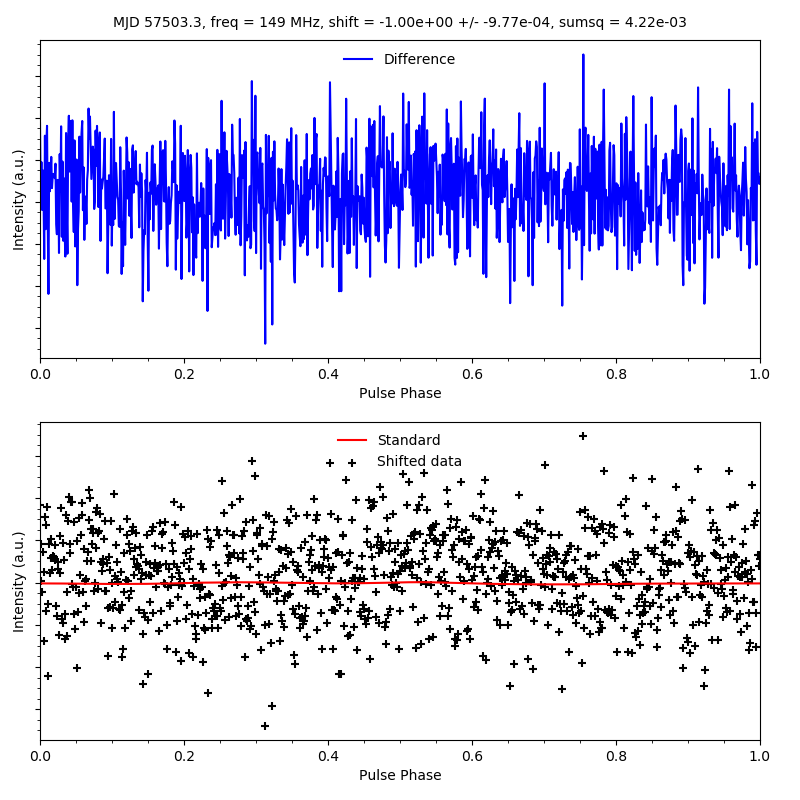 MJD 57503.3, freq = 149 MHz, shift = -1.00e+00 +/- -9.77e-04, sumsq = 4.22e-03
Difference
Intensity (a.u.)
0.0 0.2 0.4 0.6 0.8 1.0
Pulse Phase
Standard
Shifted data
Intensity (a.u.)
0.0 0.2 0.4 0.6 0.8 1.0
Pulse Phase